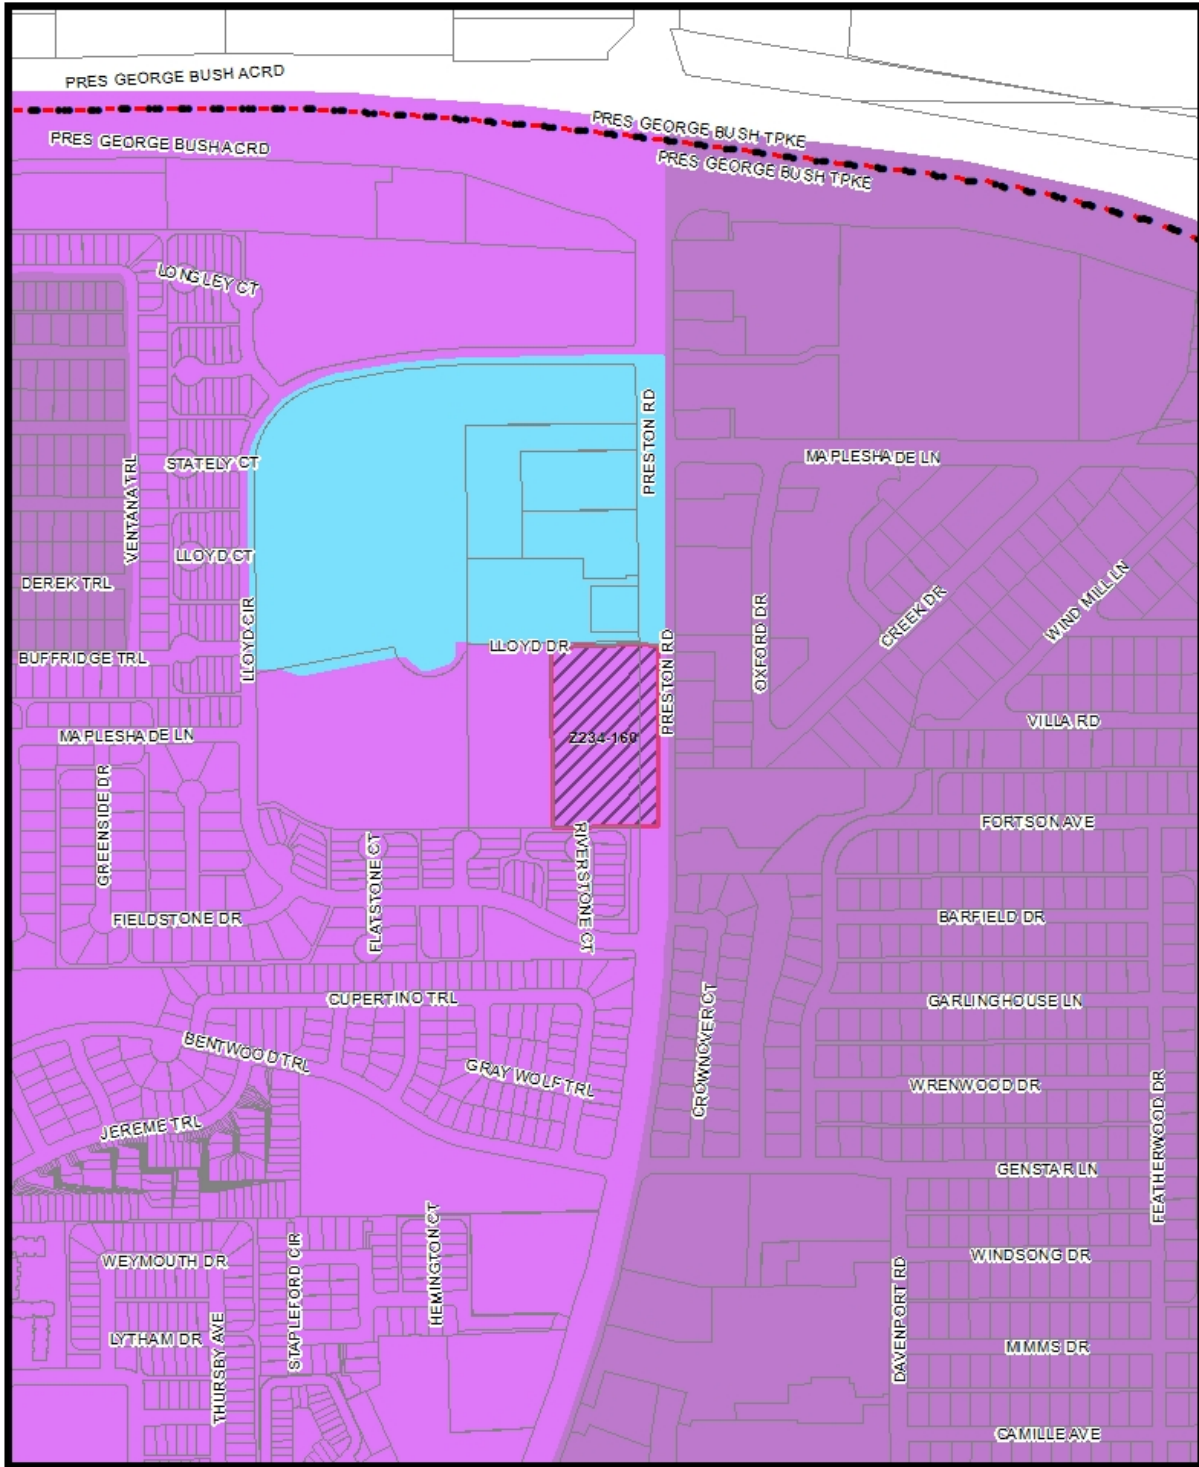 PRES GEORGE BUSH ACRD
PRES GEORGE BUSH TPKE
PRES GEORGE BUSH ACRD
PRES GEORGE BUSH TPKE
LONGLEY CT
PRESTON RD
MAPLESHADE LN
STATELY CT
VENTANA TRL
LLOYD CT
DEREK TRL
WIND MILL LN
CREEK DR
OXFORD DR
LLOYD CIR
LLOYD DR
BUFFRIDGE TRL
PRESTON RD
VILLA RD
MAPLESHADE LN
Z234-160
GREENSIDE DR
FORTSON AVE
FLATSTONE CT
RIVERSTONE CT
FIELDSTONE DR
BARFIELD DR
CUPERTINO TRL
GARLINGHOUSE LN
CROWNOVER CT
BENTWOOD TRL
GRAY WOLF TRL
WRENWOOD DR
JEREME TRL
FEATHERWOOD DR
GENSTAR LN
WEYMOUTH DR
STAPLEFORD CIR
HEMINGTON CT
WINDSONG DR
DAVENPORT RD
LYTHAM DR
THURSBY AVE
MIMMS DR
CAMILLE AVE